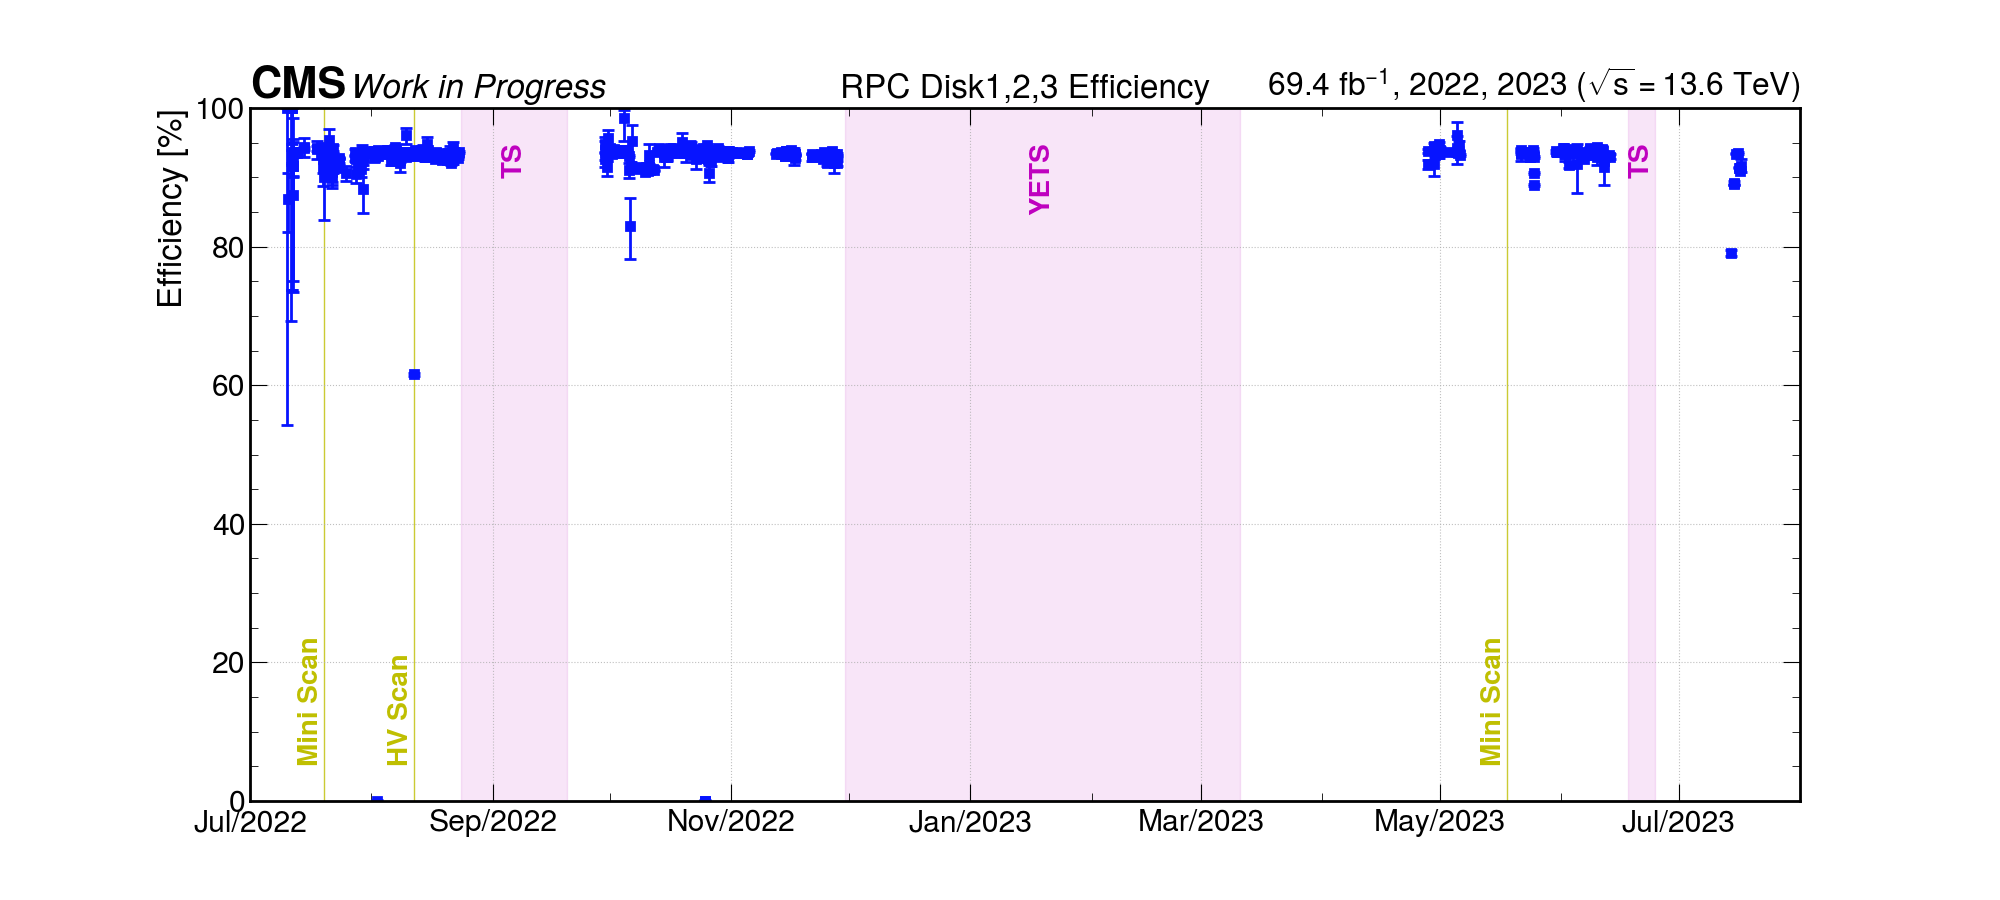 CMS Work in Progress RPC Disk1,2,3 Efficiency 69.4 fb⁻¹, 2022, 2023 (√s = 13.6 TeV)
Efficiency [%]
100
80
60
40
20
0
TS
YETS
TS
Mini Scan
HV Scan
Mini Scan
Jul/2022 Sep/2022 Nov/2022 Jan/2023 Mar/2023 May/2023 Jul/2023